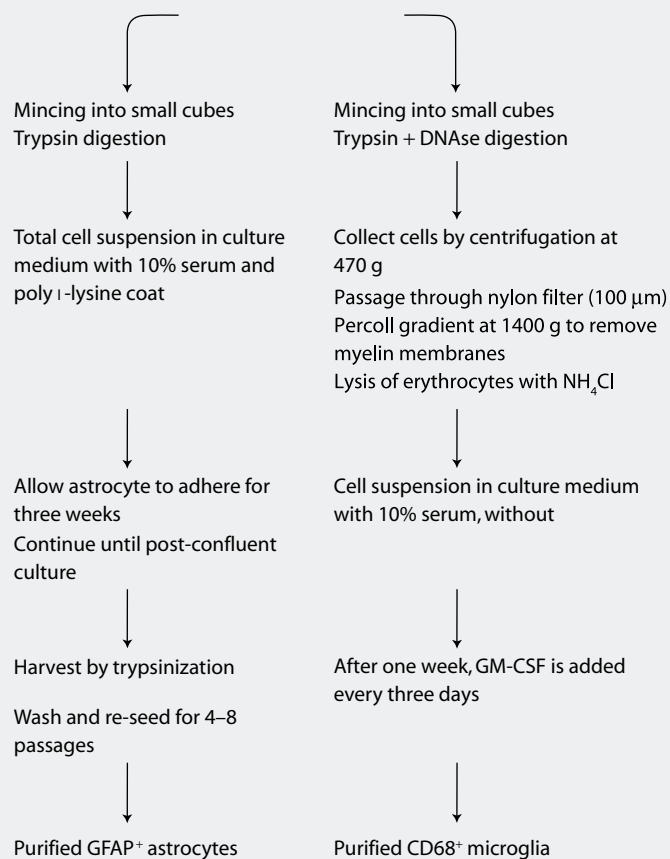 Mincing into small cubes
Trypsin digestion
Total cell suspension in culture
medium with 10% serum and
poly l-lysine coat
Allow astrocyte to adhere for
three weeks
Continue until post-confluent
culture
Harvest by trypsinization
Wash and re-seed for 4–8
passages
Purified GFAP⁺ astrocytes
Mincing into small cubes
Trypsin + DNAse digestion
Collect cells by centrifugation at
470 g
Passage through nylon filter (100 μm)
Percoll gradient at 1400 g to remove
myelin membranes
Lysis of erythrocytes with NH₄Cl
Cell suspension in culture medium
with 10% serum, without
After one week, GM-CSF is added
every three days
Purified CD68⁺ microglia